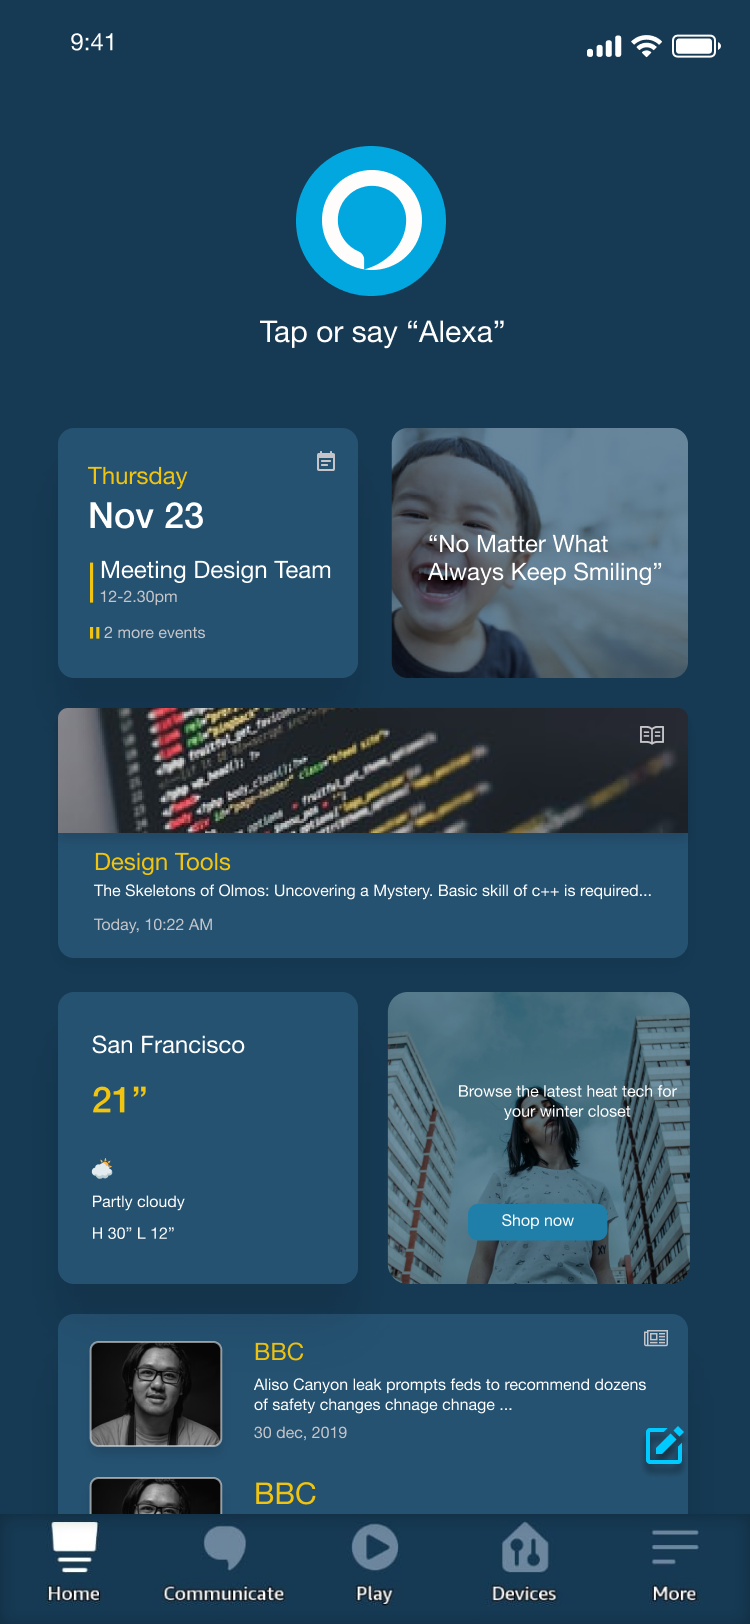 9:41
Tap or say “Alexa”
Thursday
Nov 23
Meeting Design Team
12-2.30pm
2 more events
“No Matter What
Always Keep Smiling”
Design Tools
The Skeletons of Olmos: Uncovering a Mystery. Basic skill of c++ is required...
Today, 10:22 AM
San Francisco
21”
Partly cloudy
H 30” L 12”
Browse the latest heat tech for
your winter closet
Shop now
BBC
Aliso Canyon leak prompts feds to recommend dozens
of safety changes chnage chnage ...
30 dec, 2019
BBC
Home
Communicate
Play
Devices
More